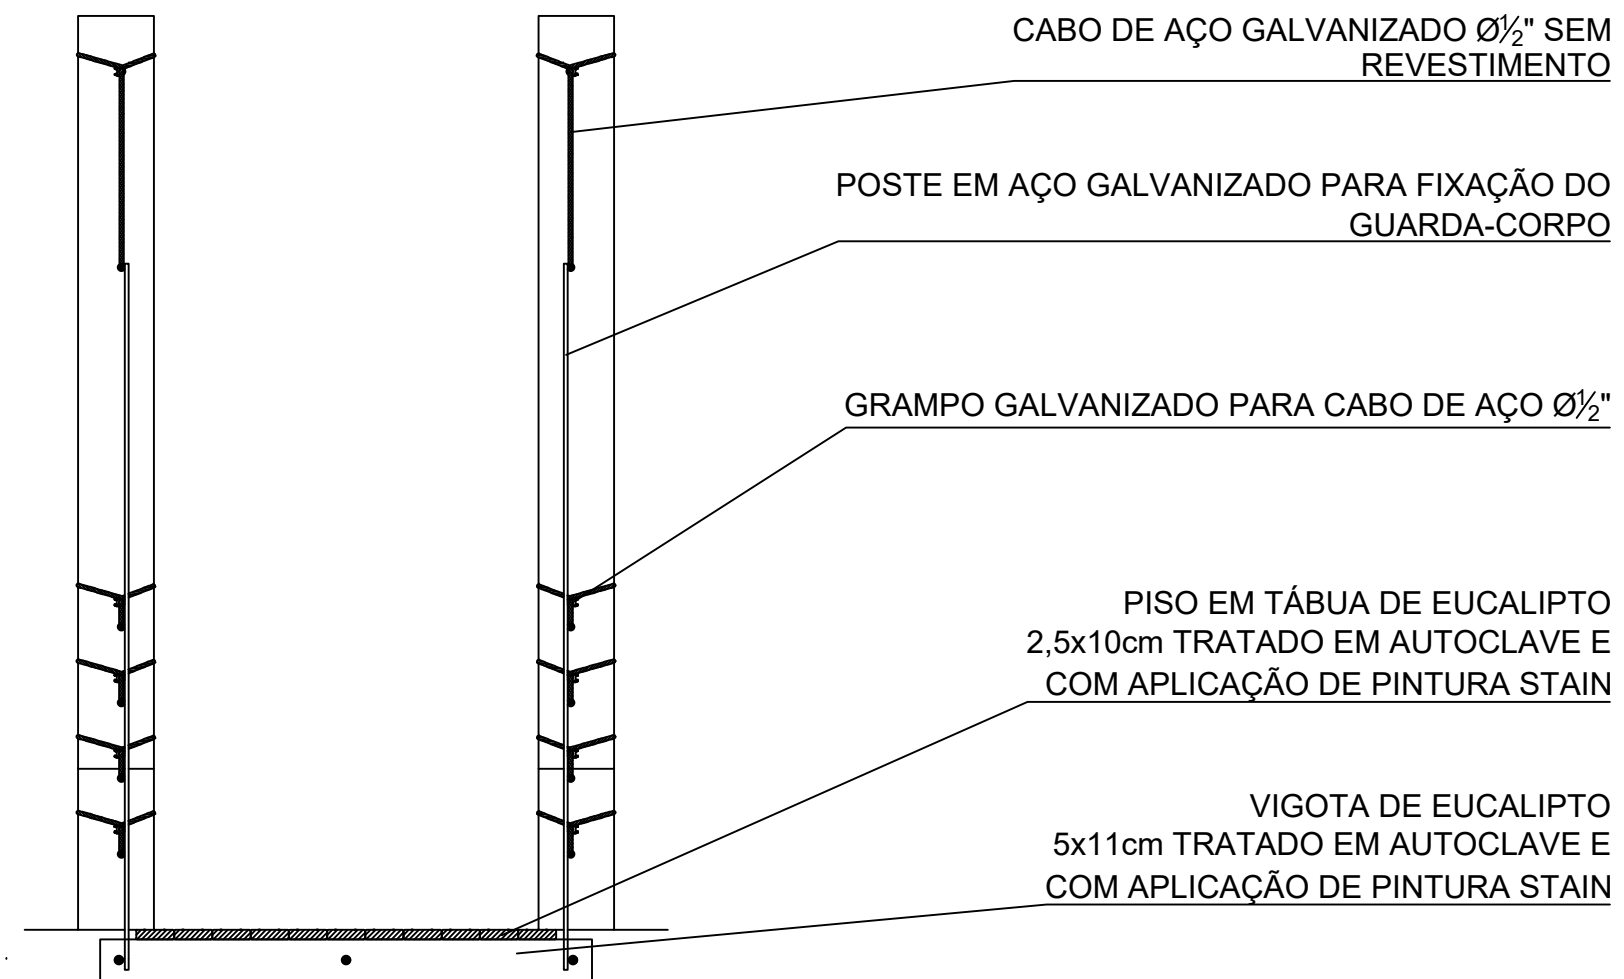 CABO DE AÇO GALVANIZADO Ø½" SEM
REVESTIMENTO
POSTE EM AÇO GALVANIZADO PARA FIXAÇÃO DO
GUARDA-CORPO
GRAMPO GALVANIZADO PARA CABO DE AÇO Ø½"
PISO EM TÁBUA DE EUCALIPTO
2,5x10cm TRATADO EM AUTOCLAVE E
COM APLICAÇÃO DE PINTURA STAIN
VIGOTA DE EUCALIPTO
5x11cm TRATADO EM AUTOCLAVE E
COM APLICAÇÃO DE PINTURA STAIN